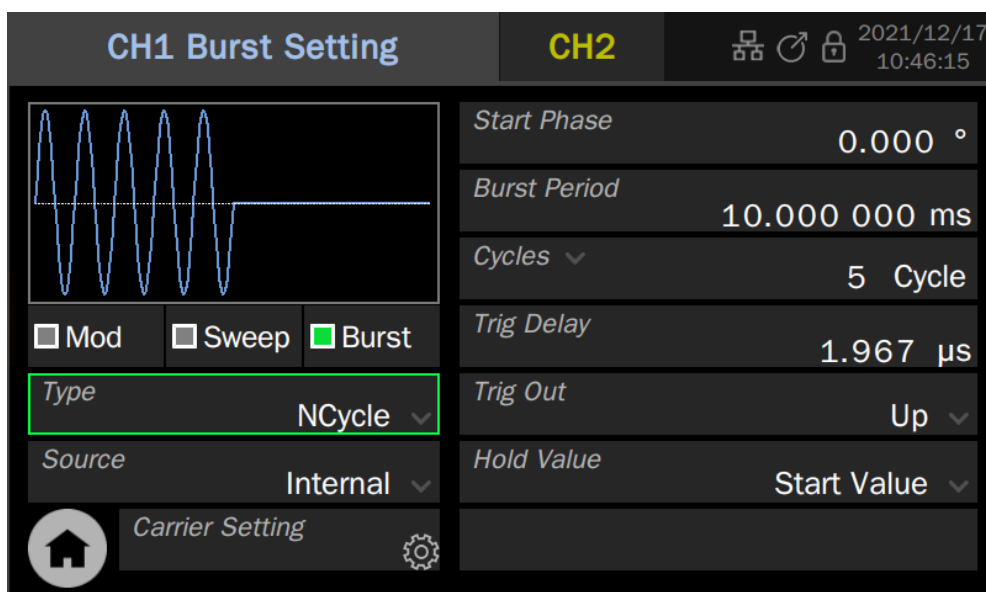 CH1 Burst Setting
CH2
2021/12/17
10:46:15
Start Phase
0.000 °
Burst Period
10.000 000 ms
Cycles
5 Cycle
Mod
Sweep
Burst
Trig Delay
1.967 µs
Type
NCycle
Trig Out
Up
Source
Internal
Hold Value
Start Value
Carrier Setting